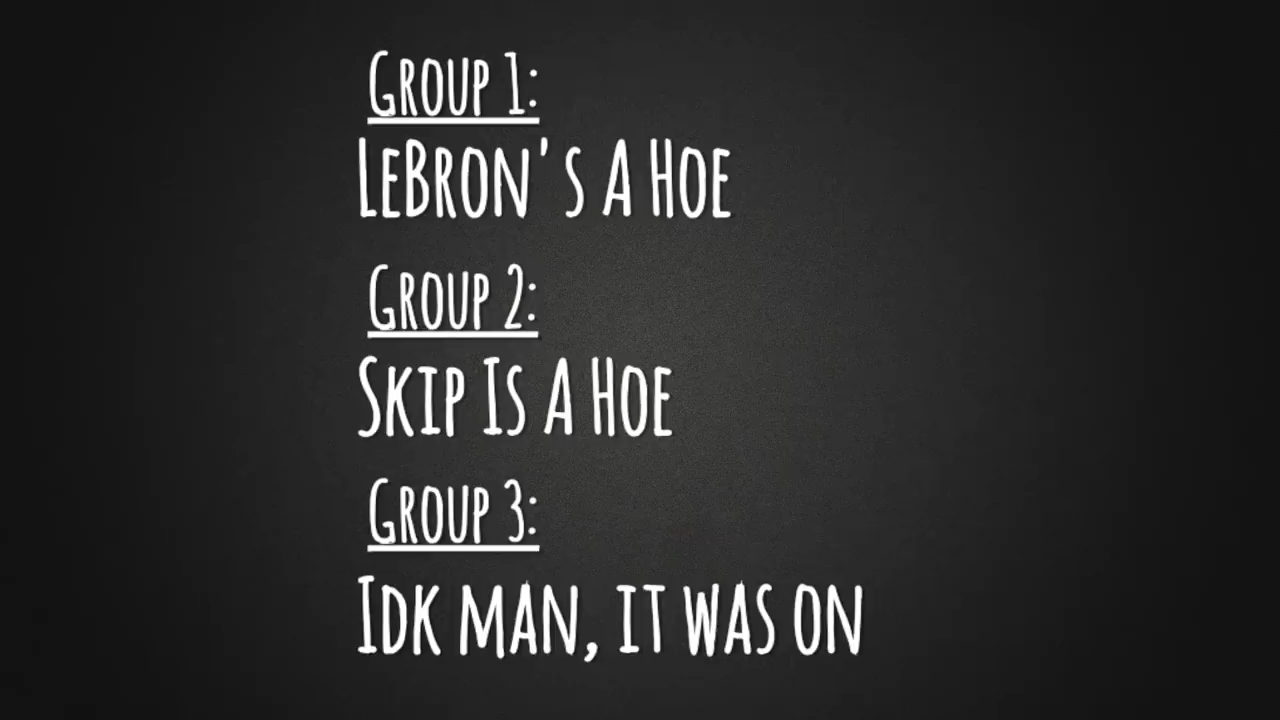 Group 1:
LeBron's A Hoe
Group 2:
Skip Is A Hoe
Group 3:
Idk man, it was on